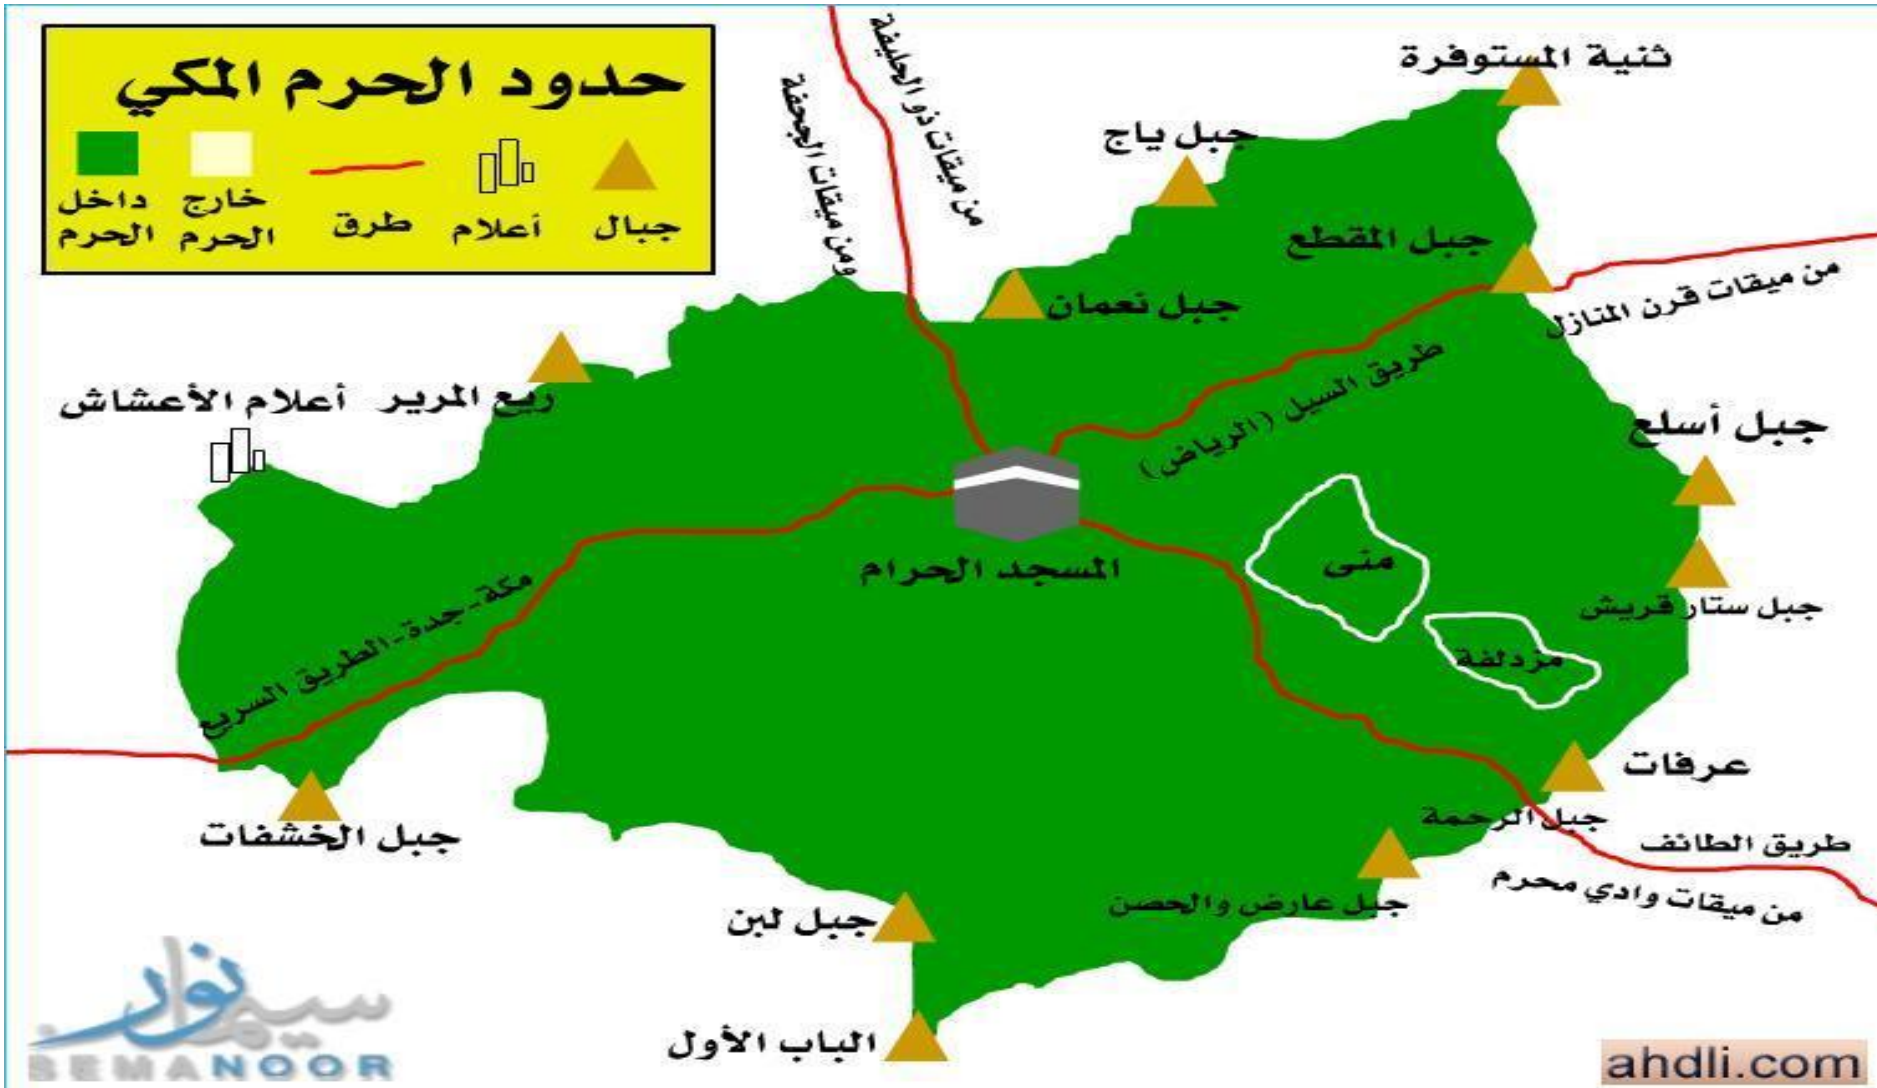 حدود الحرم المكي
جبال
أعلام
طرق
خارج
الحرم
داخل
الحرم
من ميقات ذو الحليفة
ومن ميقات الجحفة
ثنية المستوفرة
جبل ياج
جبل المقطع
جبل نعمان
من ميقات قرن المنازل
طريق السيل (الرياض)
ريع المرير
أعلام الأعشاش
جبل أسلع
المسجد الحرام
منى
جبل ستار قريش
مزدلفة
مكة-جدة-الطريق السريع
عرفات
جبل الرحمة
طريق الطائف
من ميقات وادي محرم
جبل الخشفات
جبل عارض والحصن
جبل لبن
الباب الأول
سيما نور
SEMANOOR
ahdli.com